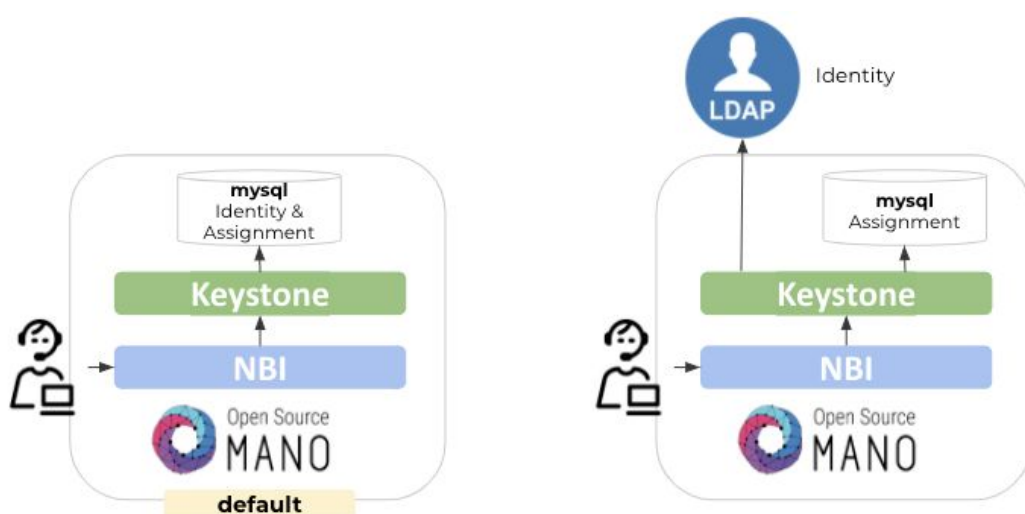 mysql
Identity &
Assignment
Keystone
NBI
Open Source
MANO
default
LDAP
Identity
mysql
Assignment
Keystone
NBI
Open Source
MANO